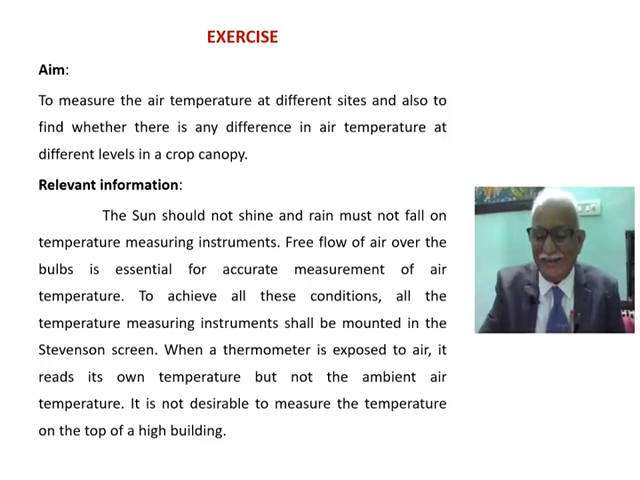 EXERCISE
Aim:
To measure the air temperature at different sites and also to
find whether there is any difference in air temperature at
different levels in a crop canopy.
Relevant information:
The Sun should not shine and rain must not fall on
temperature measuring instruments. Free flow of air over the
bulbs is essential for accurate measurement of air
temperature. To achieve all these conditions, all the
temperature measuring instruments shall be mounted in the
Stevenson screen. When a thermometer is exposed to air, it
reads its own temperature but not the ambient air
temperature. It is not desirable to measure the temperature
on the top of a high building.